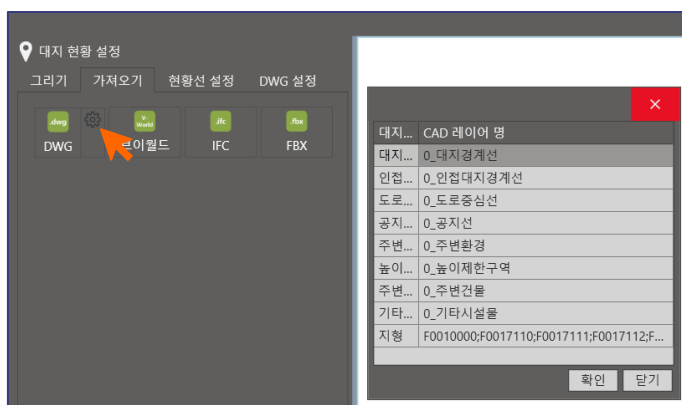 대지 현황 설정
그리기 가져오기 현황선 설정 DWG 설정
.dwg V-World .ifc .fbx
DWG 브이월드 IFC FBX
대지... CAD 레이어 명
대지... 0_대지경계선
인접... 0_인접대지경계선
도로... 0_도로중심선
공지... 0_공지선
주변... 0_주변환경
높이... 0_높이제한구역
주변... 0_주변건물
기타... 0_기타시설물
지형 F0010000;F0017110;F0017111;F0017112;F...
확인 닫기